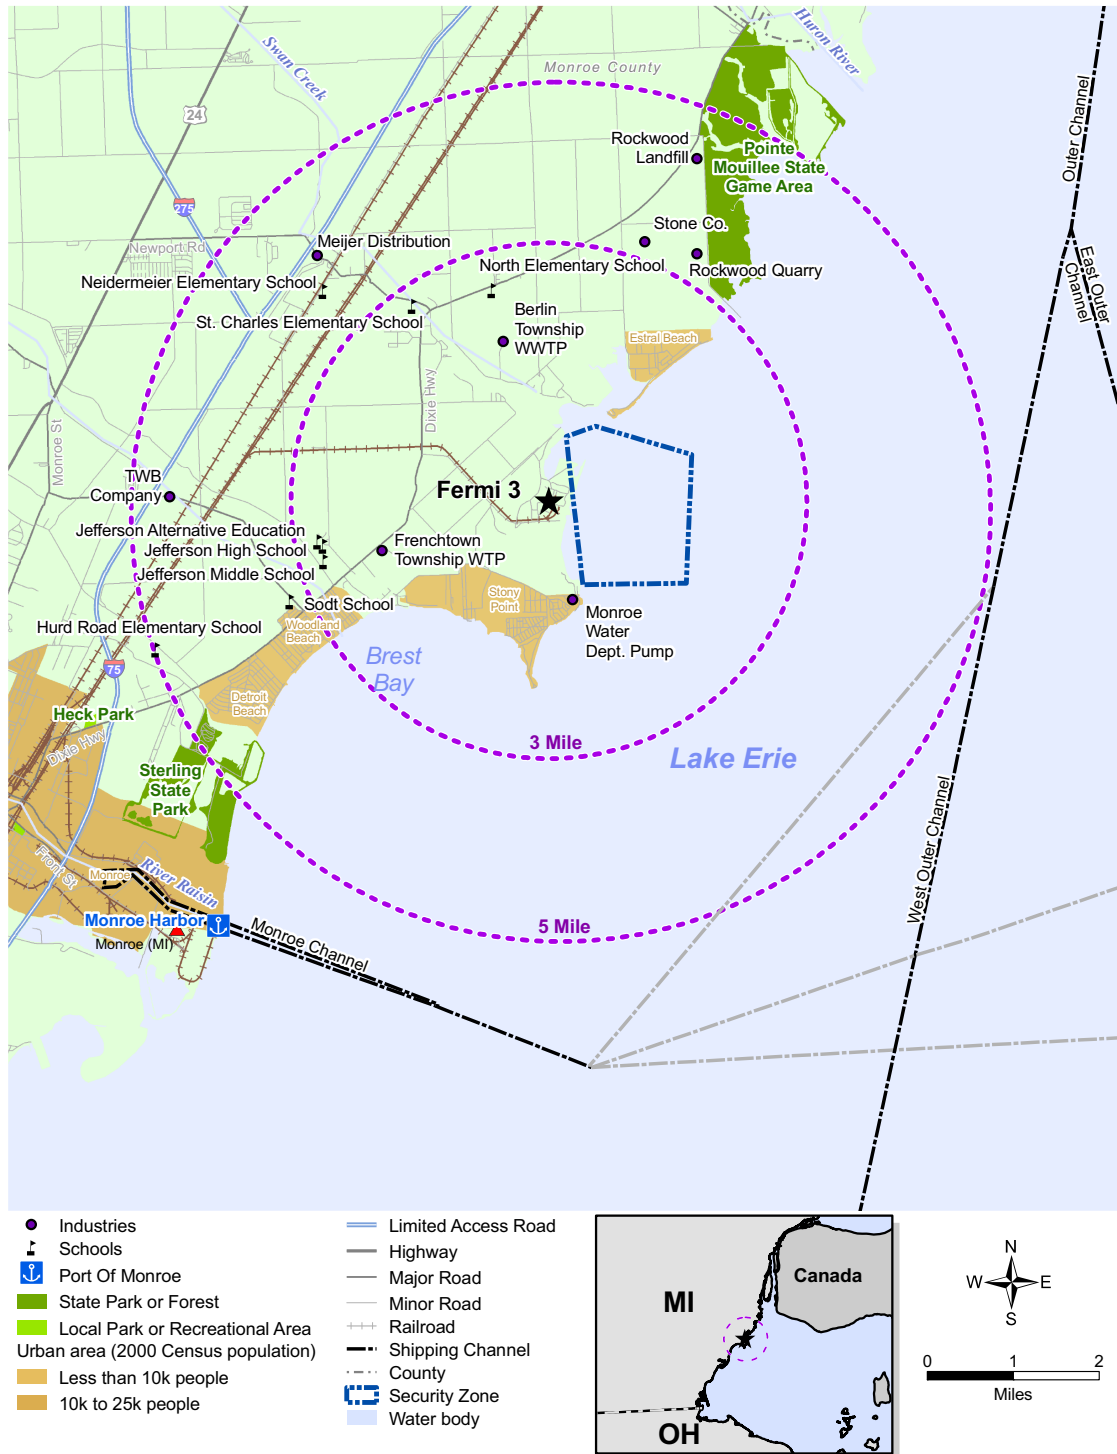 Huron River
Swan Creek
Monroe County
24
Outer Channel
Rockwood
Landfill
Pointe
Mouillee State
Game Area
275
Stone Co.
Newport Rd
Meijer Distribution
North Elementary School
Rockwood Quarry
East Outer
Channel
Neidermeier Elementary School
St. Charles Elementary School
Berlin
Township
WWTP
Estral Beach
Dixie Hwy
Monroe St
TWB
Company
Fermi 3
Jefferson Alternative Education
Jefferson High School
Jefferson Middle School
Frenchtown
Township WTP
Stony
Point
Sodt School
Woodland
Beach
Monroe
Water
Dept. Pump
Hurd Road Elementary School
Brest
Bay
75
Detroit
Beach
Heck Park
Dixie Hwy
3 Mile
Lake Erie
Sterling
State
Park
West Outer Channel
Front St
Monroe
River Raisin
Monroe Harbor
Monroe (MI)
Monroe Channel
5 Mile
Industries
Schools
Port Of Monroe
State Park or Forest
Local Park or Recreational Area
Urban area (2000 Census population)
Less than 10k people
10k to 25k people
Limited Access Road
Highway
Major Road
Minor Road
Railroad
Shipping Channel
County
Security Zone
Water body
MI
Canada
OH
N
W E
S
0 1 2
Miles